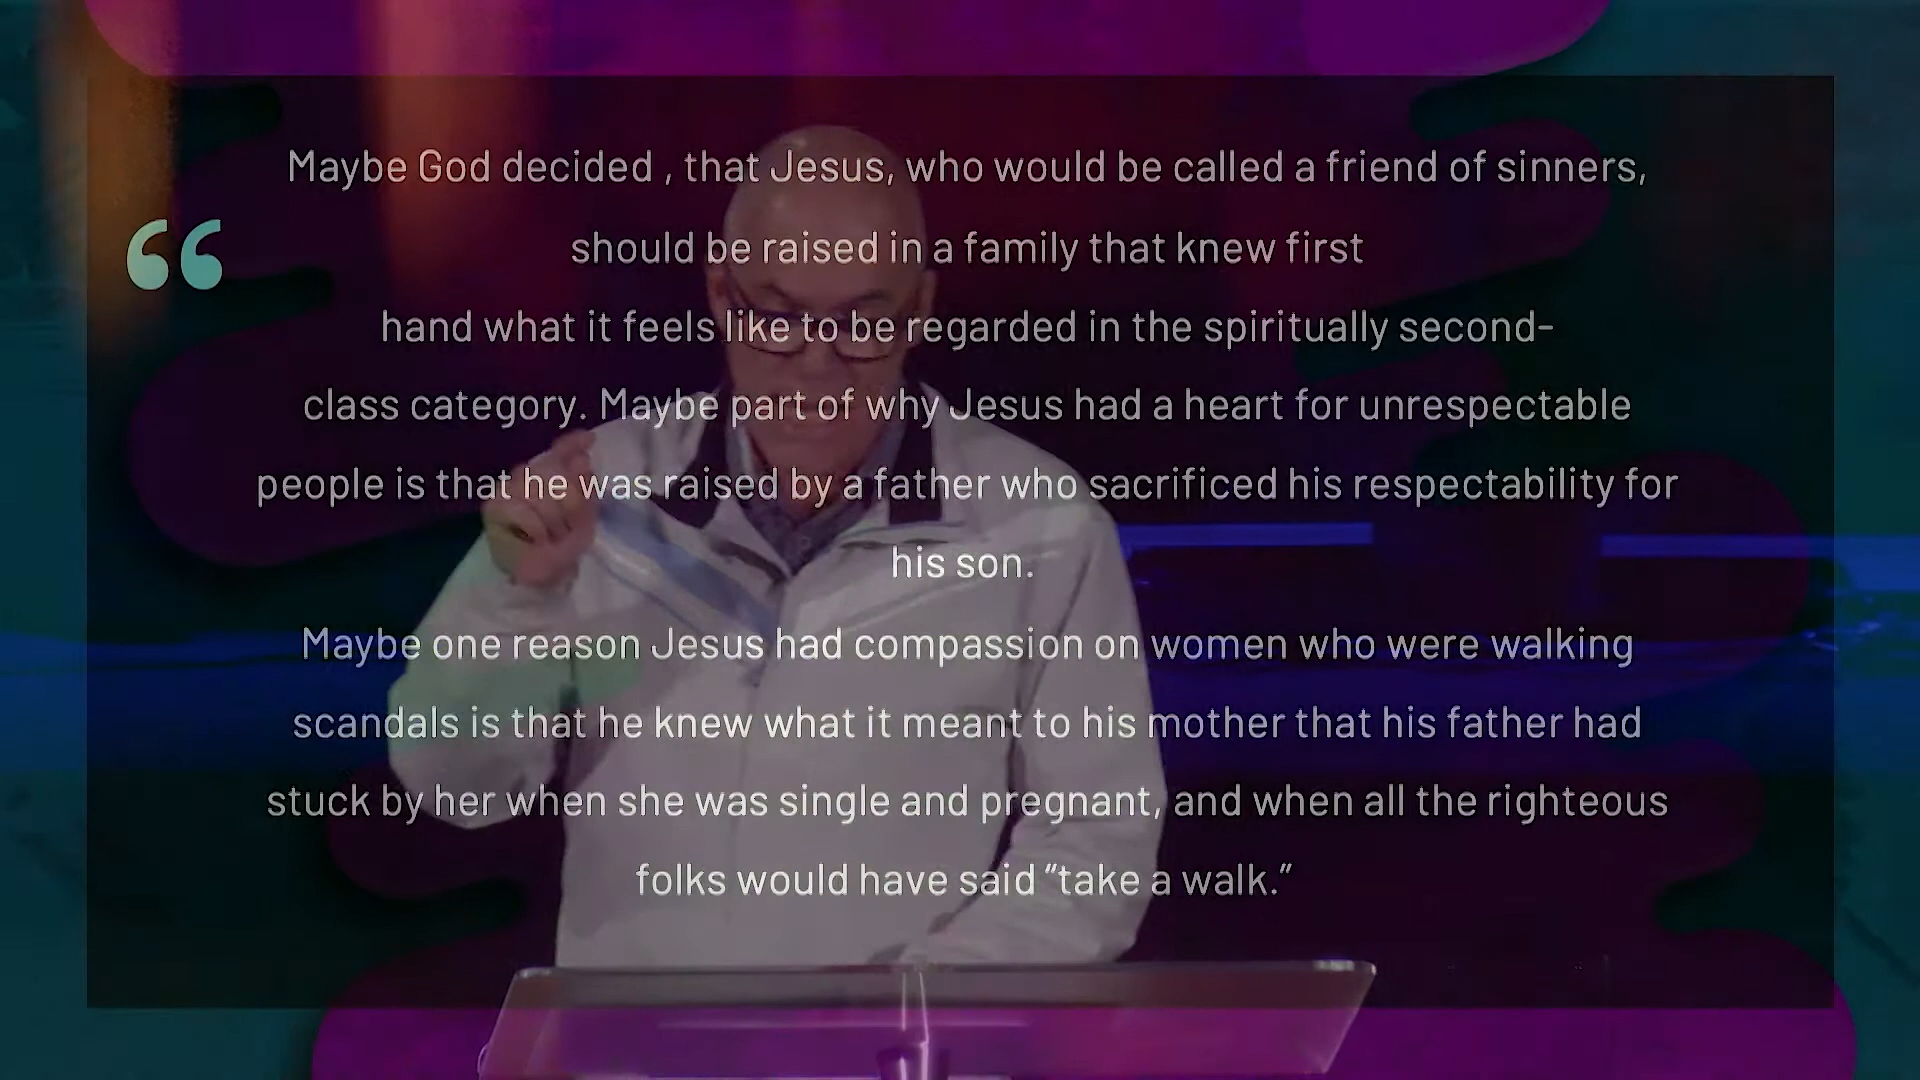 “
Maybe God decided , that Jesus, who would be called a friend of sinners,
should be raised in a family that knew first
hand what it feels like to be regarded in the spiritually second-
class category. Maybe part of why Jesus had a heart for unrespectable
people is that he was raised by a father who sacrificed his respectability for
his son.
Maybe one reason Jesus had compassion on women who were walking
scandals is that he knew what it meant to his mother that his father had
stuck by her when she was single and pregnant, and when all the righteous
folks would have said “take a walk.”